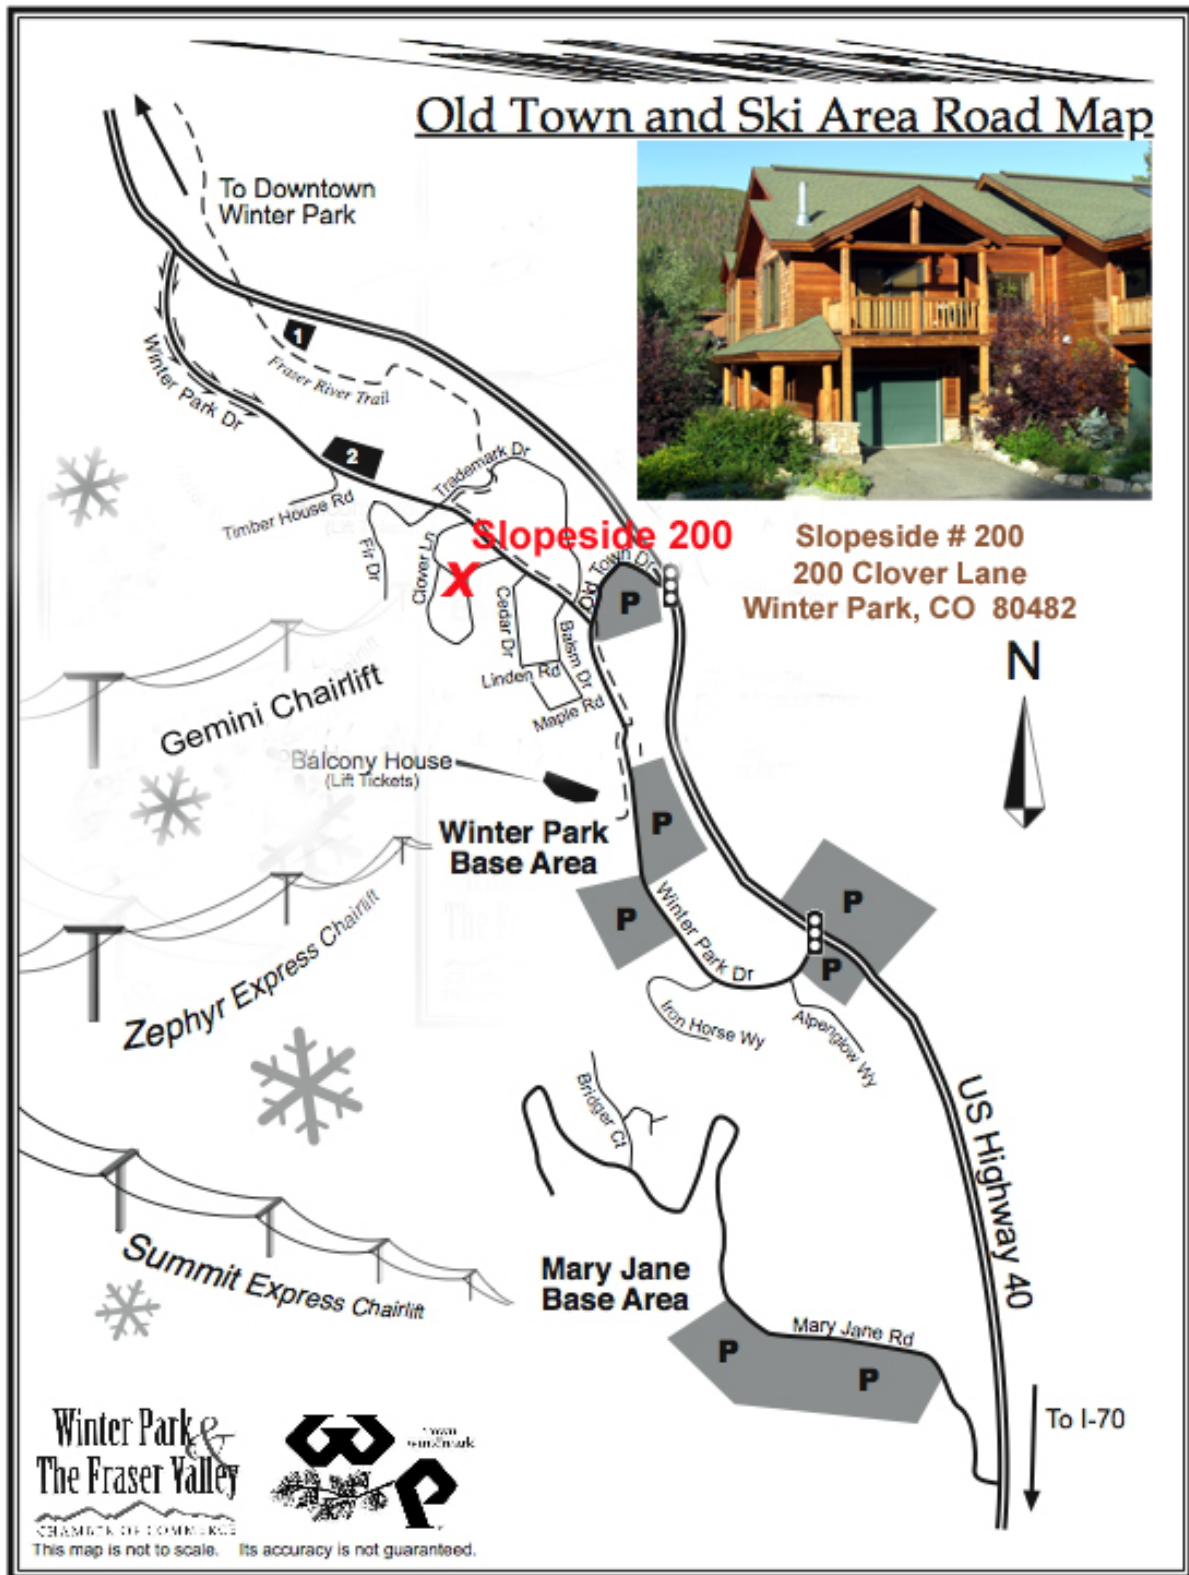 Old Town and Ski Area Road Map
To Downtown
Winter Park
1
Fraser River Trail
Winter Park Dr
2
Trademark Dr
Timber House Rd
Fir Dr
Clover Ln
Slopeside 200
X
Old Town Dr
P
Cedar Dr
Balsm Dr
Linden Rd
Maple Rd
Slopeside # 200
200 Clover Lane
Winter Park, CO 80482
N
Gemini Chairlift
Balcony House
(Lift Tickets)
Winter Park
Base Area
P
P
P
P
Winter Park Dr
Iron Horse Wy
Alpenglow Wy
Zephyr Express Chairlift
Bridger Ct
US Highway 40
Summit Express Chairlift
Mary Jane
Base Area
Mary Jane Rd
P
P
To I-70
Winter Park &
The Fraser Valley
CHAMBER OF COMMERCE
This map is not to scale. Its accuracy is not guaranteed.